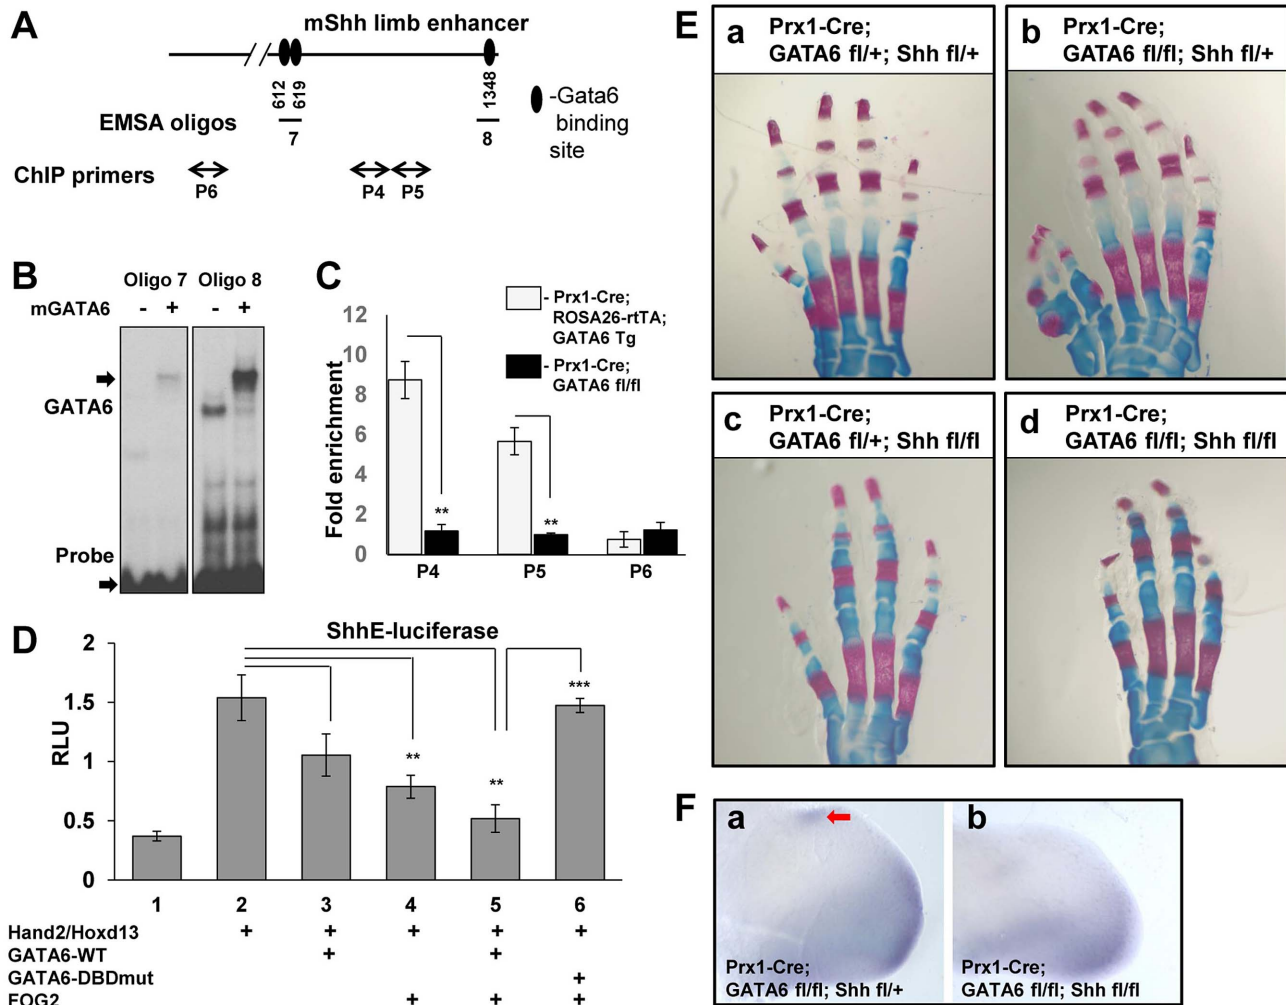 A
mShh limb enhancer
612
619
1348
-Gata6
binding
site
EMSA oligos
7
8
ChIP primers
P6
P4
P5
B
Oligo 7
Oligo 8
mGATA6
-
+
-
+
GATA6
Probe
C
- Prx1-Cre;
ROSA26-rtTA;
GATA6 Tg
- Prx1-Cre;
GATA6 fl/fl
Fold enrichment
12
10
8
6
4
2
0
**
**
P4
P5
P6
D
ShhE-luciferase
RLU
2
1.5
1
0.5
0
**
**
***
1 2 3 4 5 6
Hand2/Hoxd13 + + + + +
GATA6-WT + +
GATA6-DBDmut +
FOG2 + + +
E
a
Prx1-Cre;
GATA6 fl/+; Shh fl/+
b
Prx1-Cre;
GATA6 fl/fl; Shh fl/+
c
Prx1-Cre;
GATA6 fl/+; Shh fl/fl
d
Prx1-Cre;
GATA6 fl/fl; Shh fl/fl
F
a
Prx1-Cre;
GATA6 fl/fl; Shh fl/+
b
Prx1-Cre;
GATA6 fl/fl; Shh fl/fl